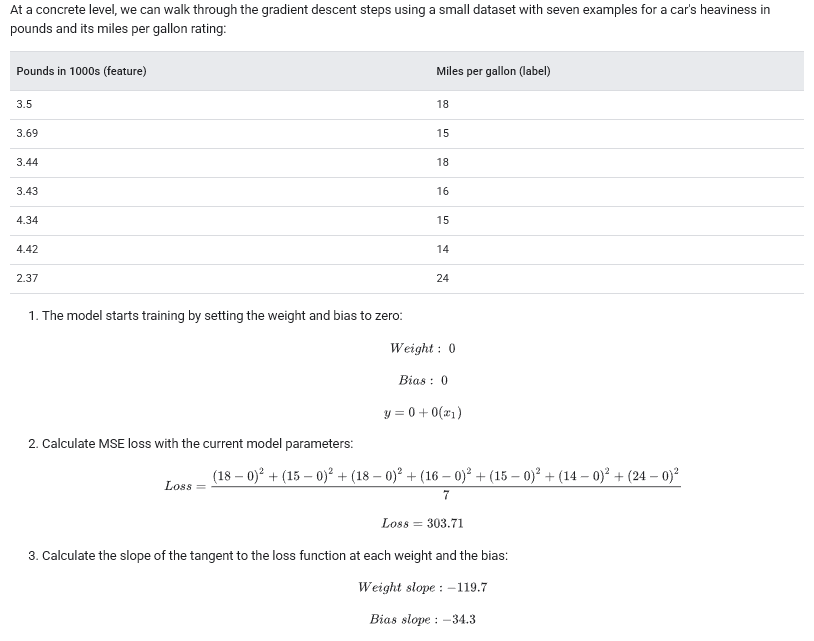 At a concrete level, we can walk through the gradient descent steps using a small dataset with seven examples for a car's heaviness in
pounds and its miles per gallon rating:
Pounds in 1000s (feature) Miles per gallon (label)
3.5 18
3.69 15
3.44 18
3.43 16
4.34 15
4.42 14
2.37 24
1. The model starts training by setting the weight and bias to zero:
Weight : 0
Bias : 0
y = 0 + 0(x₁)
2. Calculate MSE loss with the current model parameters:
Loss = (18 − 0)² + (15 − 0)² + (18 − 0)² + (16 − 0)² + (15 − 0)² + (14 − 0)² + (24 − 0)²
7
Loss = 303.71
3. Calculate the slope of the tangent to the loss function at each weight and the bias:
Weight slope : −119.7
Bias slope : −34.3